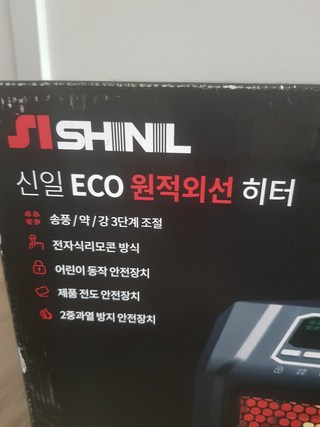 SHINIL
신일 ECO 원적외선 히터
송풍 / 약 / 강 3단계 조절
전자식리모콘 방식
어린이 동작 안전장치
제품 전도 안전장치
2중과열 방지 안전장치